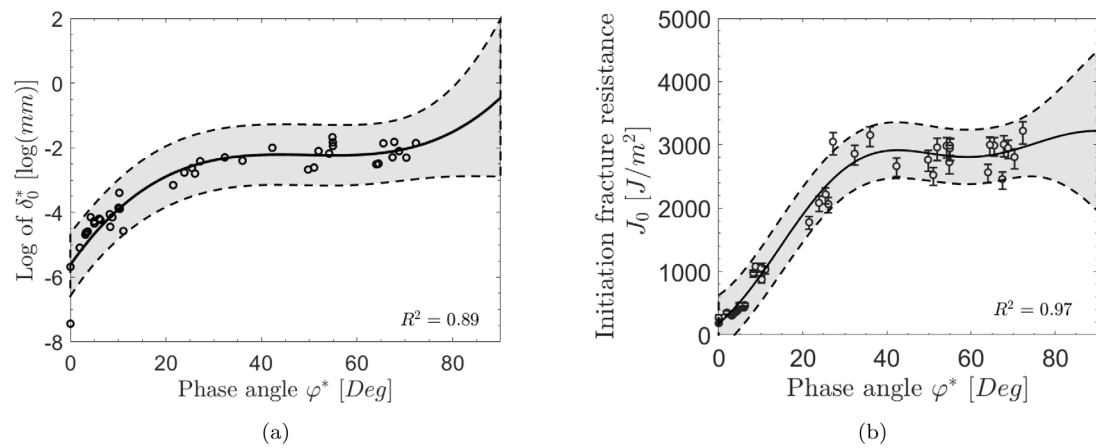 2
0
-2
-4
-6
-8
Log of δ₀* [log(mm)]
R² = 0.89
0 20 40 60 80
Phase angle φ* [Deg]
(a)
5000
4000
3000
2000
1000
0
Initiation fracture resistance
J₀ [J/m²]
R² = 0.97
0 20 40 60 80
Phase angle φ* [Deg]
(b)